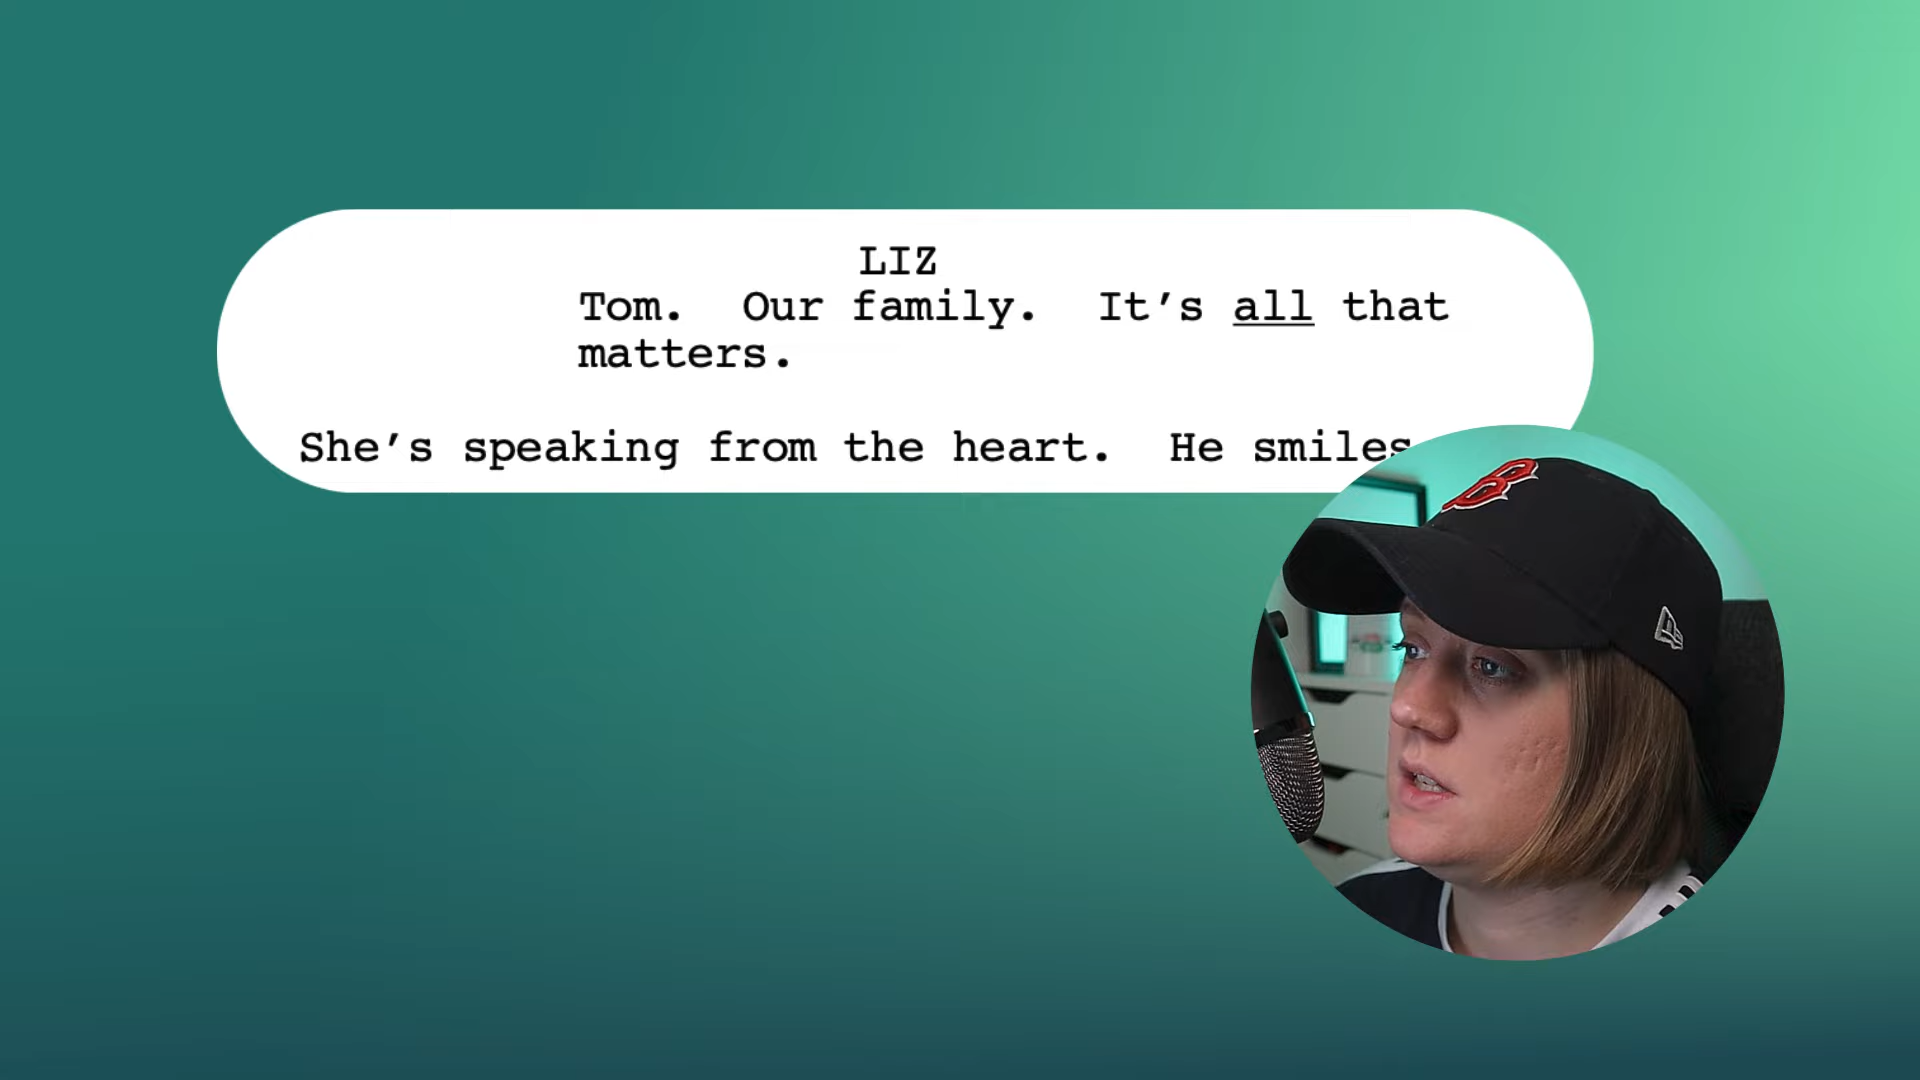 LIZ
Tom.  Our family.  It’s all that
matters.
She’s speaking from the heart.  He smiles
B